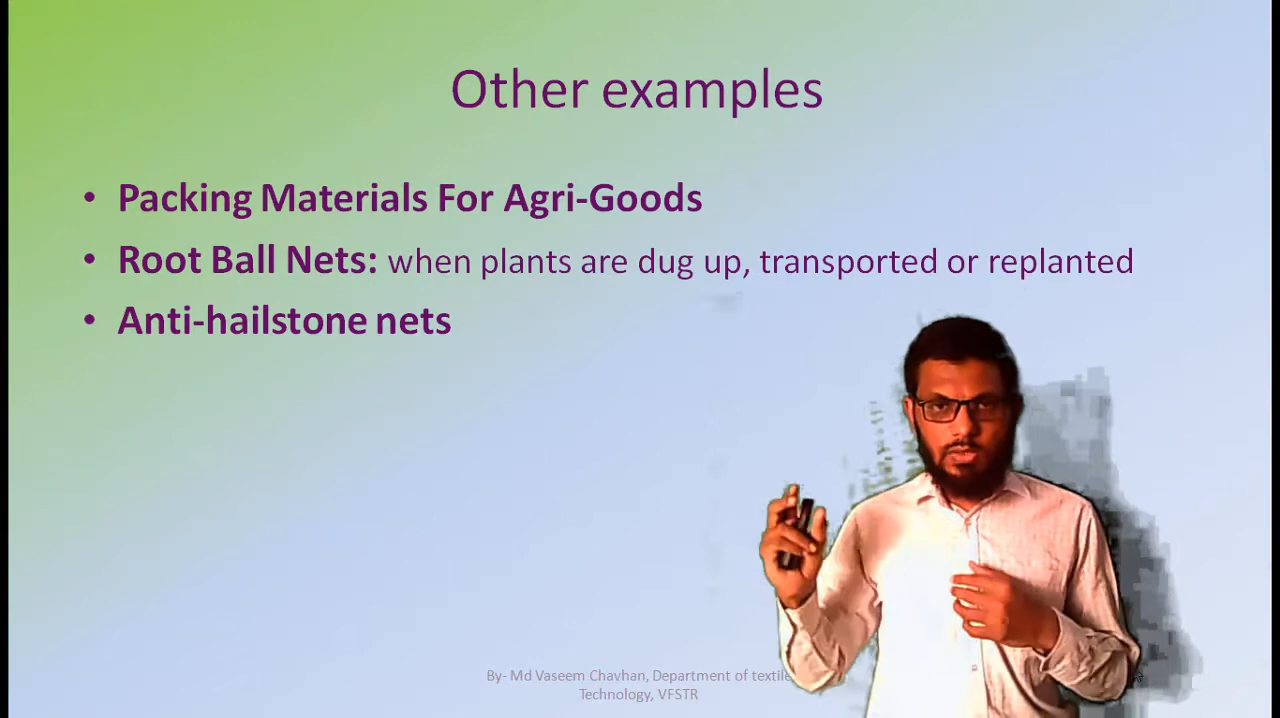 Other examples
• Packing Materials For Agri-Goods
• Root Ball Nets: when plants are dug up, transported or replanted
• Anti-hailstone nets
By- Md Vaseem Chavhan, Department of textile
Technology, VFSTR